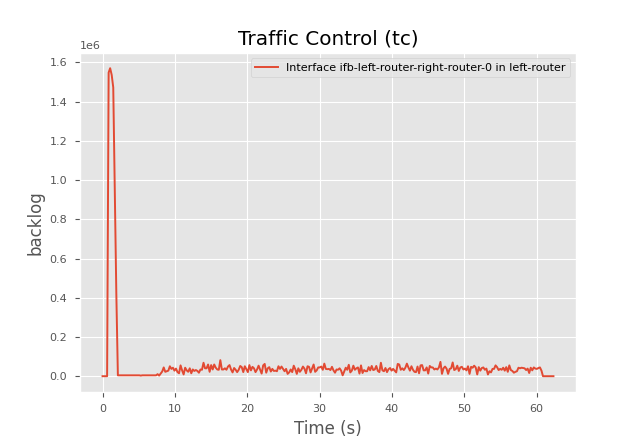 Traffic Control (tc)
1e6
Interface ifb-left-router-right-router-0 in left-router
1.6
1.4
1.2
1.0
0.8
0.6
0.4
0.2
0.0
backlog
0 10 20 30 40 50 60
Time (s)